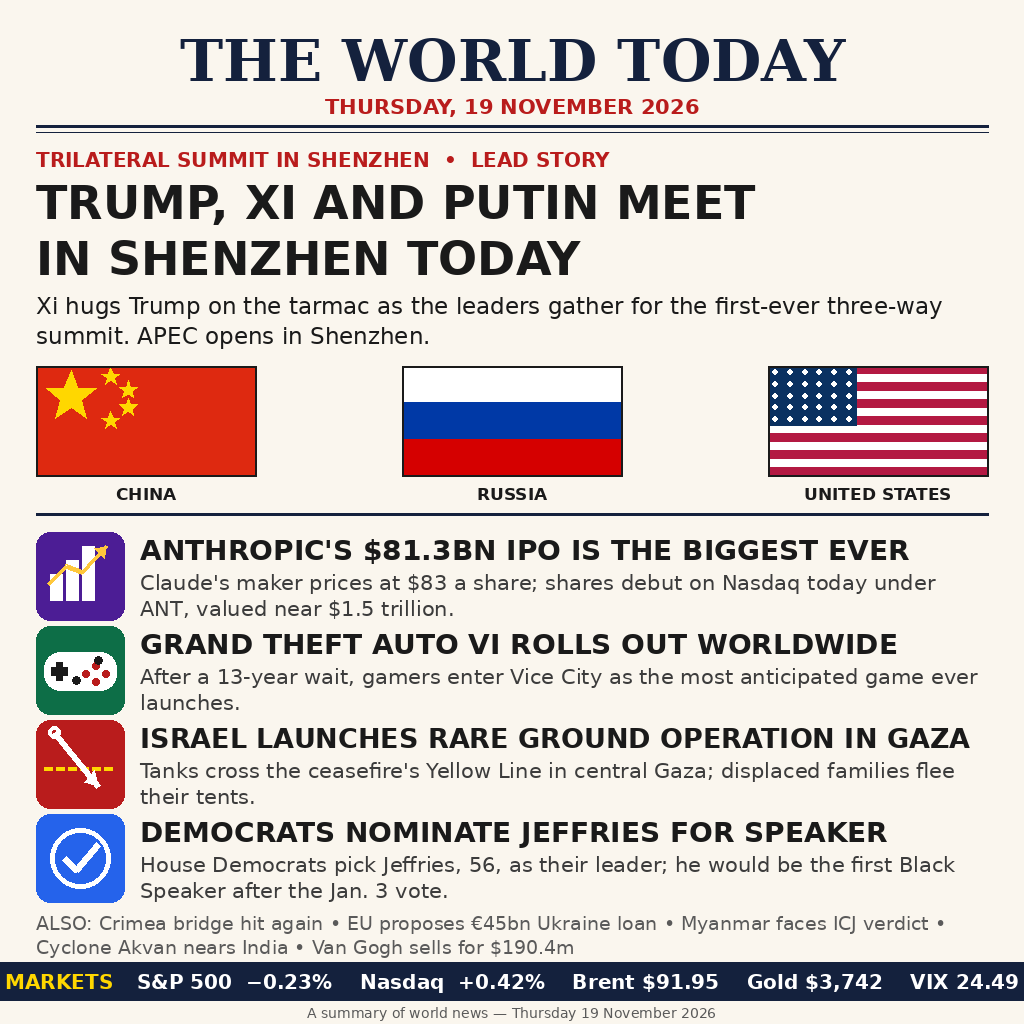 THE WORLD TODAY
THURSDAY, 19 NOVEMBER 2026
TRILATERAL SUMMIT IN SHENZHEN • LEAD STORY
TRUMP, XI AND PUTIN MEET
IN SHENZHEN TODAY
Xi hugs Trump on the tarmac as the leaders gather for the first-ever three-way
summit. APEC opens in Shenzhen.
CHINA
RUSSIA
UNITED STATES
ANTHROPIC'S $81.3BN IPO IS THE BIGGEST EVER
Claude's maker prices at $83 a share; shares debut on Nasdaq today under
ANT, valued near $1.5 trillion.
GRAND THEFT AUTO VI ROLLS OUT WORLDWIDE
After a 13-year wait, gamers enter Vice City as the most anticipated game ever
launches.
ISRAEL LAUNCHES RARE GROUND OPERATION IN GAZA
Tanks cross the ceasefire's Yellow Line in central Gaza; displaced families flee
their tents.
DEMOCRATS NOMINATE JEFFRIES FOR SPEAKER
House Democrats pick Jeffries, 56, as their leader; he would be the first Black
Speaker after the Jan. 3 vote.
ALSO: Crimea bridge hit again • EU proposes €45bn Ukraine loan • Myanmar faces ICJ verdict •
Cyclone Akvan nears India • Van Gogh sells for $190.4m
MARKETS S&P 500 −0.23% Nasdaq +0.42% Brent $91.95 Gold $3,742 VIX 24.49
A summary of world news — Thursday 19 November 2026